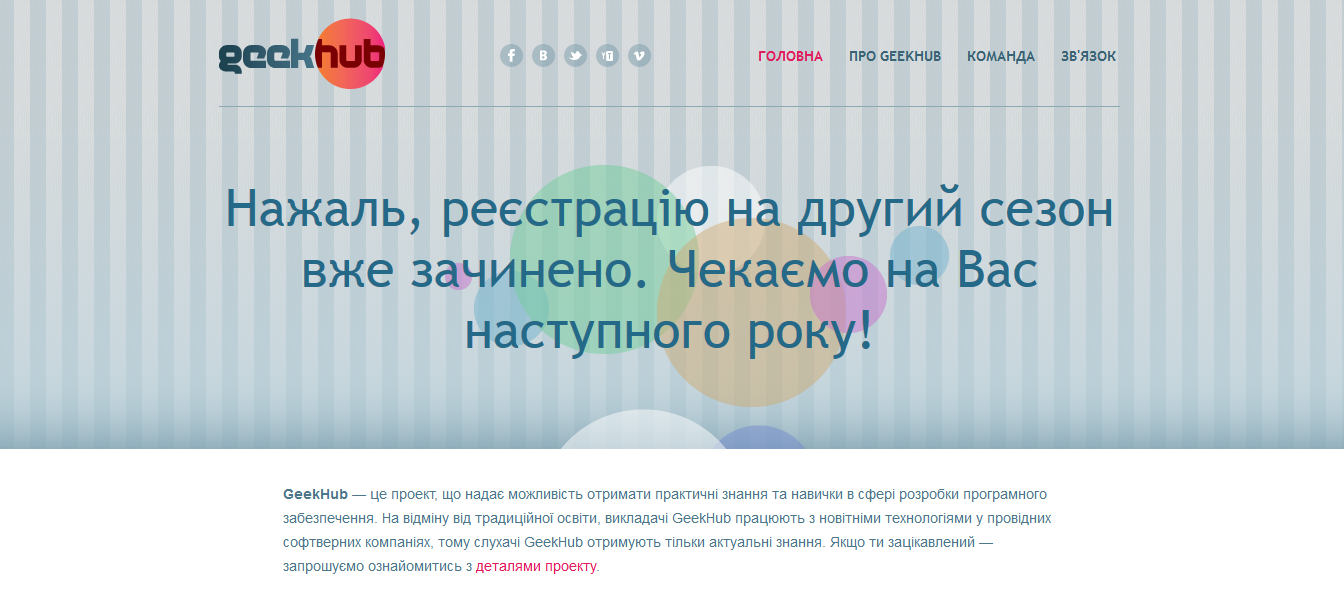 geekhub
ГОЛОВНА ПРО GEEKHUB КОМАНДА ЗВ'ЯЗОК
Нажаль, реєстрацію на другий сезон
вже зачинено. Чекаємо на Вас
наступного року!
GeekHub — це проект, що надає можливість отримати практичні знання та навички в сфері розробки програмного
забезпечення. На відміну від традиційної освіти, викладачі GeekHub працюють з новітніми технологіями у провідних
софтверних компаніях, тому слухачі GeekHub отримують тільки актуальні знання. Якщо ти зацікавлений —
запрошуємо ознайомитись з деталями проекту.